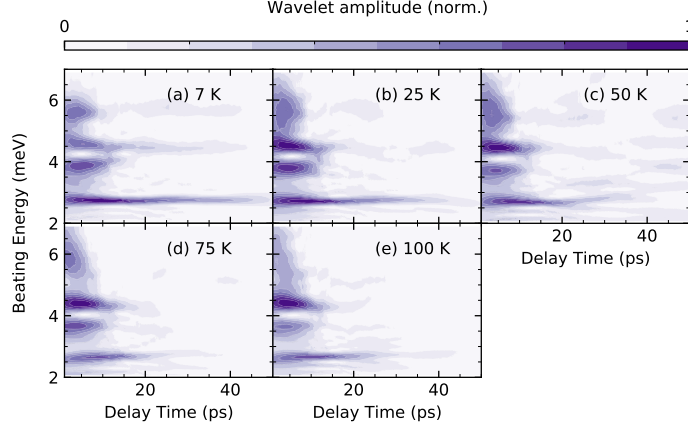 Wavelet amplitude (norm.)
0 1
(a) 7 K (b) 25 K (c) 50 K
6
4
2
Beating Energy (meV)
20 40
Delay Time (ps)
(d) 75 K (e) 100 K
6
4
2
20 40 20 40
Delay Time (ps) Delay Time (ps)